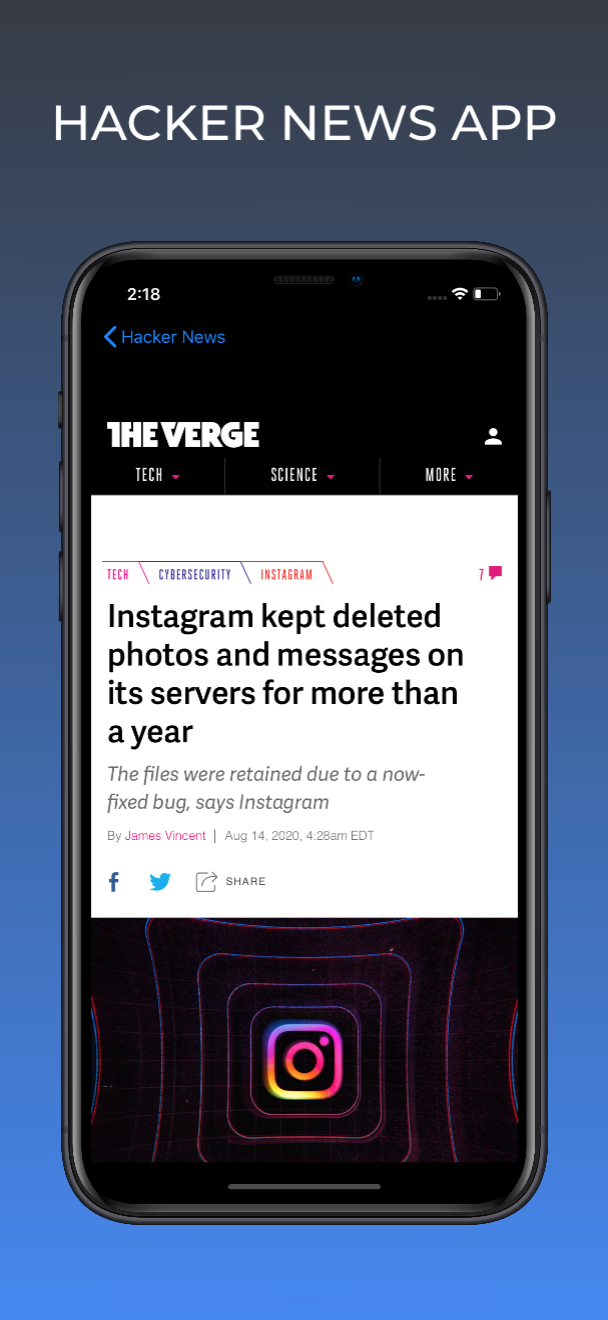 HACKER NEWS APP
2:18
Hacker News
THE VERGE
TECH SCIENCE MORE
TECH CYBERSECURITY INSTAGRAM 7
Instagram kept deleted
photos and messages on
its servers for more than
a year
The files were retained due to a now-
fixed bug, says Instagram
By James Vincent | Aug 14, 2020, 4:28am EDT
SHARE